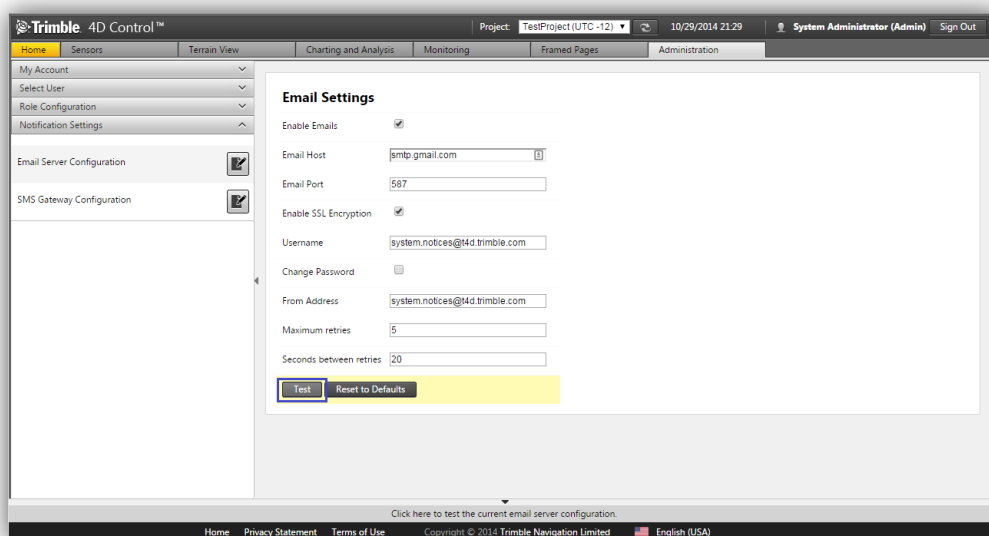 Trimble. 4D Control™
Project: TestProject (UTC -12) 10/29/2014 21:29 System Administrator (Admin) Sign Out
Home Sensors Terrain View Charting and Analysis Monitoring Framed Pages Administration
My Account
Select User
Role Configuration
Notification Settings
Email Server Configuration
SMS Gateway Configuration
Email Settings
Enable Emails
Email Host smtp.gmail.com
Email Port 587
Enable SSL Encryption
Username system.notices@t4d.trimble.com
Change Password
From Address system.notices@t4d.trimble.com
Maximum retries 5
Seconds between retries 20
Test Reset to Defaults
Click here to test the current email server configuration.
Home Privacy Statement Terms of Use Copyright © 2014 Trimble Navigation Limited English (USA)